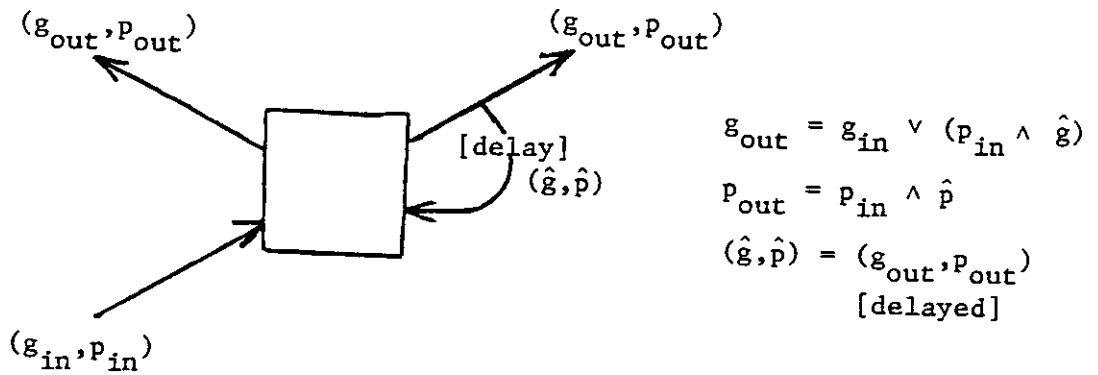 (g_out,p_out)
(g_out,p_out)
[delay]
(ĝ,p̂)
(g_in,p_in)
g_out = g_in ∨ (p_in ∧ ĝ)
p_out = p_in ∧ p̂
(ĝ,p̂) = (g_out,p_out)
[delayed]